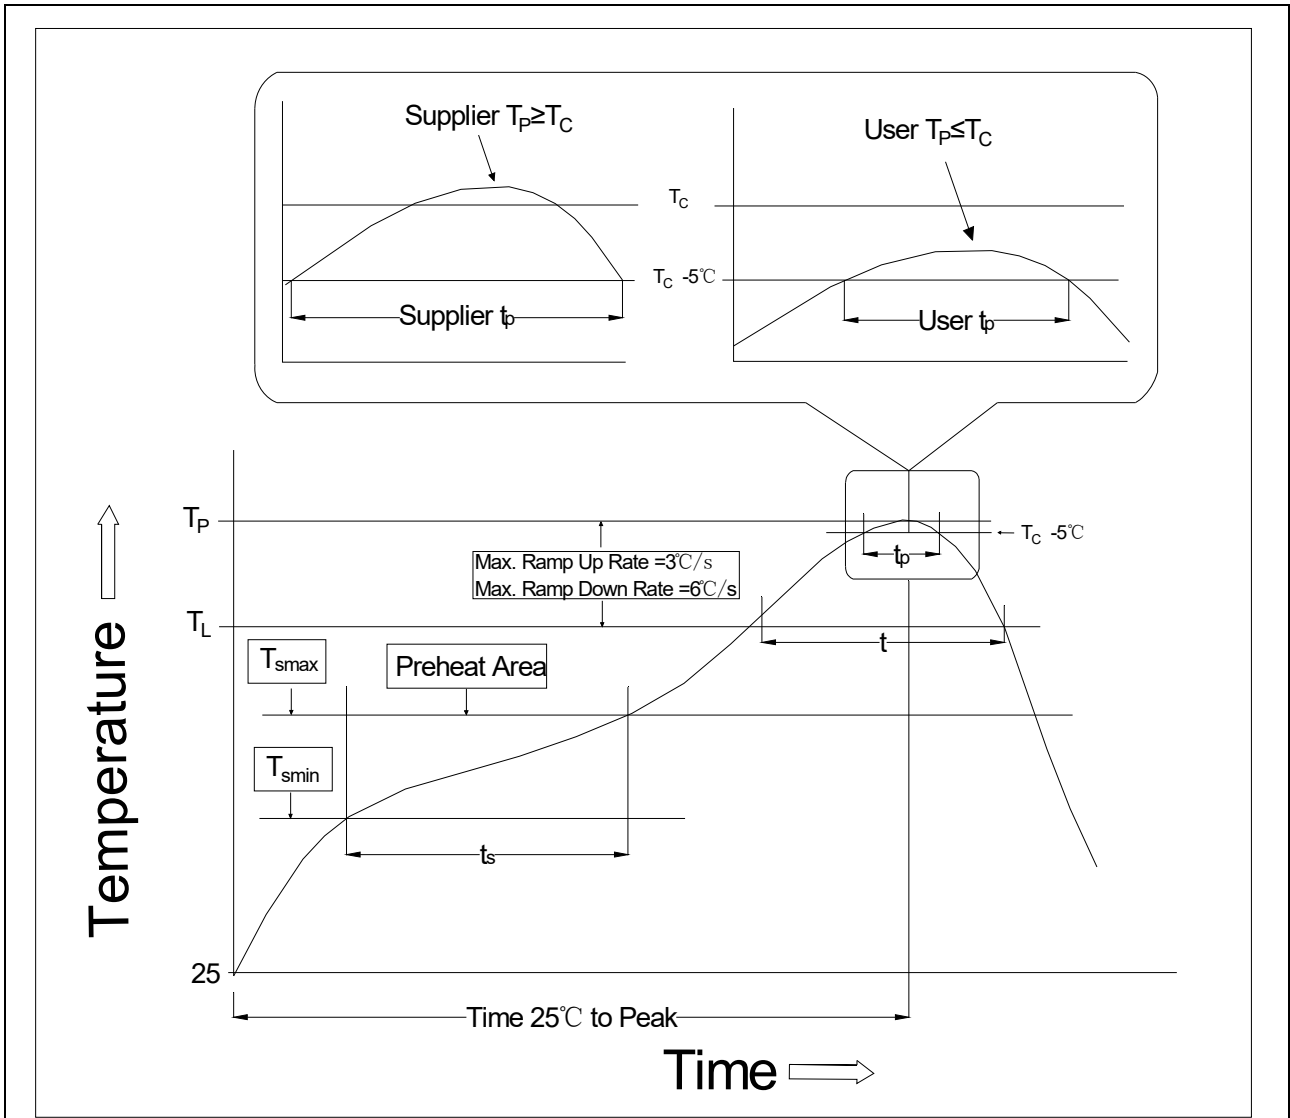 Supplier TP≥TC
User TP≤TC
TC
TC -5℃
Supplier tp
User tp
TP
TC -5℃
Max. Ramp Up Rate =3℃/s
Max. Ramp Down Rate =6℃/s
tp
TL
t
Tsmax
Preheat Area
Tsmin
ts
Temperature
25
Time 25℃ to Peak
Time